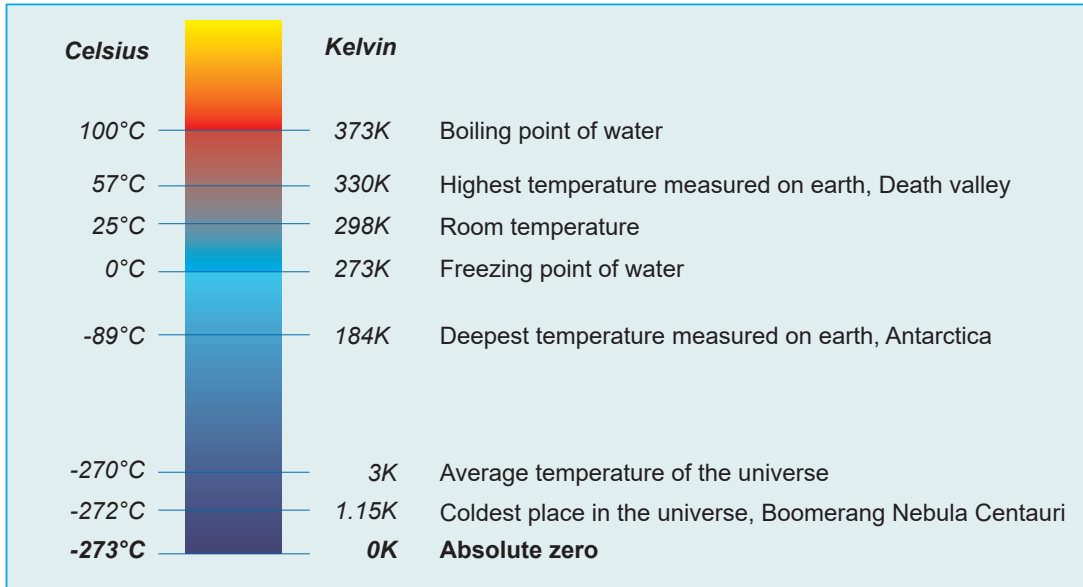 Celsius Kelvin
100°C 373K Boiling point of water
57°C 330K Highest temperature measured on earth, Death valley
25°C 298K Room temperature
0°C 273K Freezing point of water
-89°C 184K Deepest temperature measured on earth, Antarctica
-270°C 3K Average temperature of the universe
-272°C 1.15K Coldest place in the universe, Boomerang Nebula Centauri
-273°C 0K Absolute zero